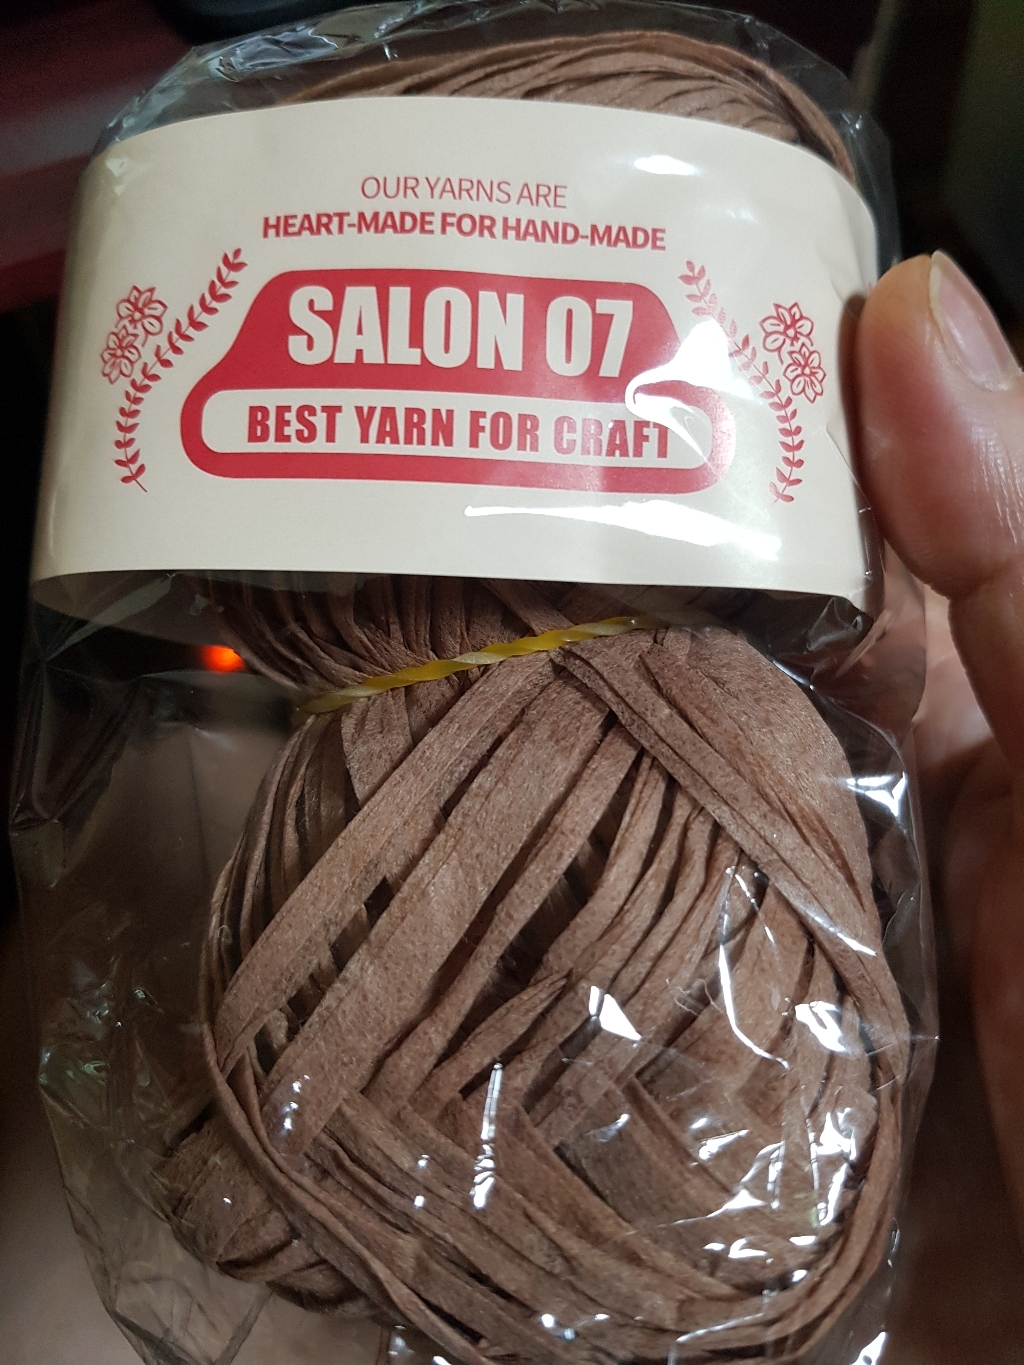 OUR YARNS ARE
HEART-MADE FOR HAND-MADE
SALON 07
BEST YARN FOR CRAFT